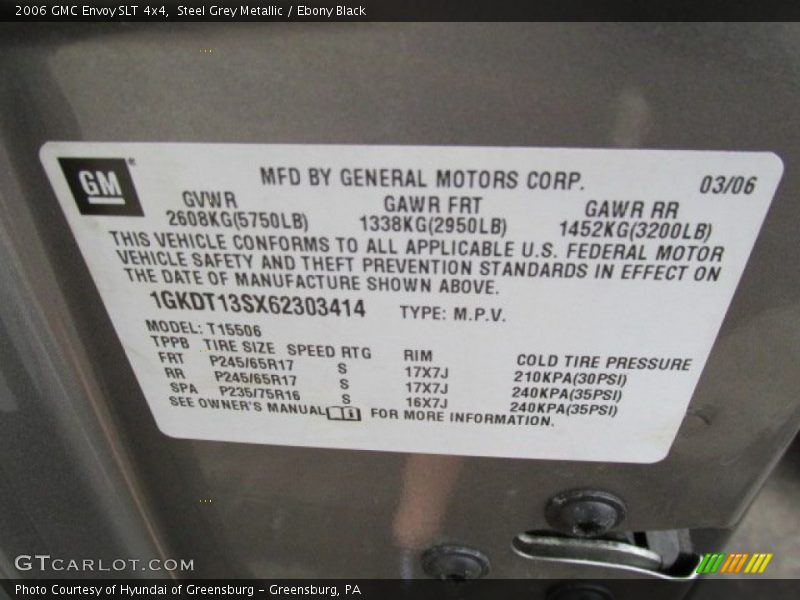 2006 GMC Envoy SLT 4x4, Steel Grey Metallic / Ebony Black
GM
MFD BY GENERAL MOTORS CORP. 03/06
GVWR GAWR FRT GAWR RR
2608KG(5750LB) 1338KG(2950LB) 1452KG(3200LB)
THIS VEHICLE CONFORMS TO ALL APPLICABLE U.S. FEDERAL MOTOR
VEHICLE SAFETY AND THEFT PREVENTION STANDARDS IN EFFECT ON
THE DATE OF MANUFACTURE SHOWN ABOVE.
1GKDT13SX62303414 TYPE: M.P.V.
MODEL: T15506
TPPB TIRE SIZE SPEED RTG RIM COLD TIRE PRESSURE
FRT P245/65R17 S 17X7J 210KPA(30PSI)
RR P245/65R17 S 17X7J 240KPA(35PSI)
SPA P235/75R16 S 16X7J 240KPA(35PSI)
SEE OWNER'S MANUAL FOR MORE INFORMATION.
GTCARLOT.COM
Photo Courtesy of Hyundai of Greensburg - Greensburg, PA